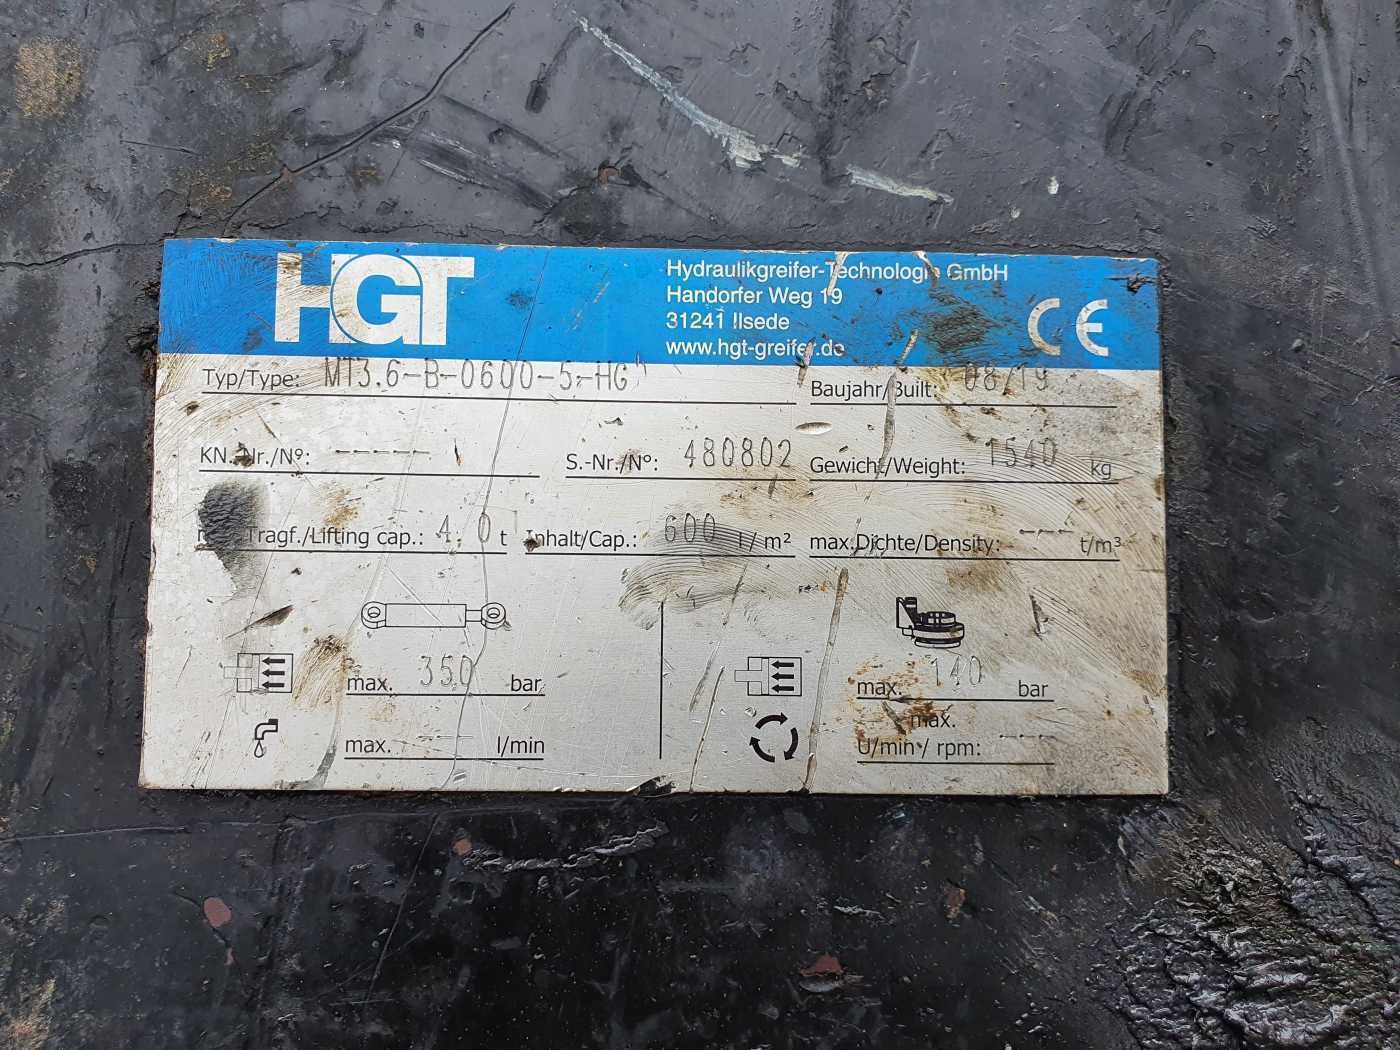 HGT
Hydraulikgreifer-Technologie GmbH
Handorfer Weg 19
31241 Ilsede
www.hgt-greifer.de
CE
Typ/Type: MT3.6-B-0600-5-HG
Baujahr/Built: 08/19
KN.-Nr./Nº: -----
S.-Nr./N°: 480802
Gewicht/Weight: 1540 kg
Tragf./Lifting cap.: 4.0 t
Inhalt/Cap.: 600 l/m²
max.Dichte/Density: --- t/m³
max. 350 bar
max. 140 bar
max. --- l/min
max.
U/min / rpm: ---